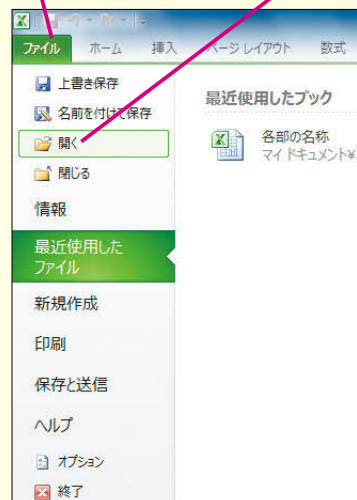 ファイル ホーム 挿入 ページ レイアウト 数式
上書き保存
名前を付けて保存
開く
閉じる
情報
最近使用した
ファイル
新規作成
印刷
保存と送信
ヘルプ
オプション
終了
最近使用したブック
各部の名称
マイ ドキュメント¥